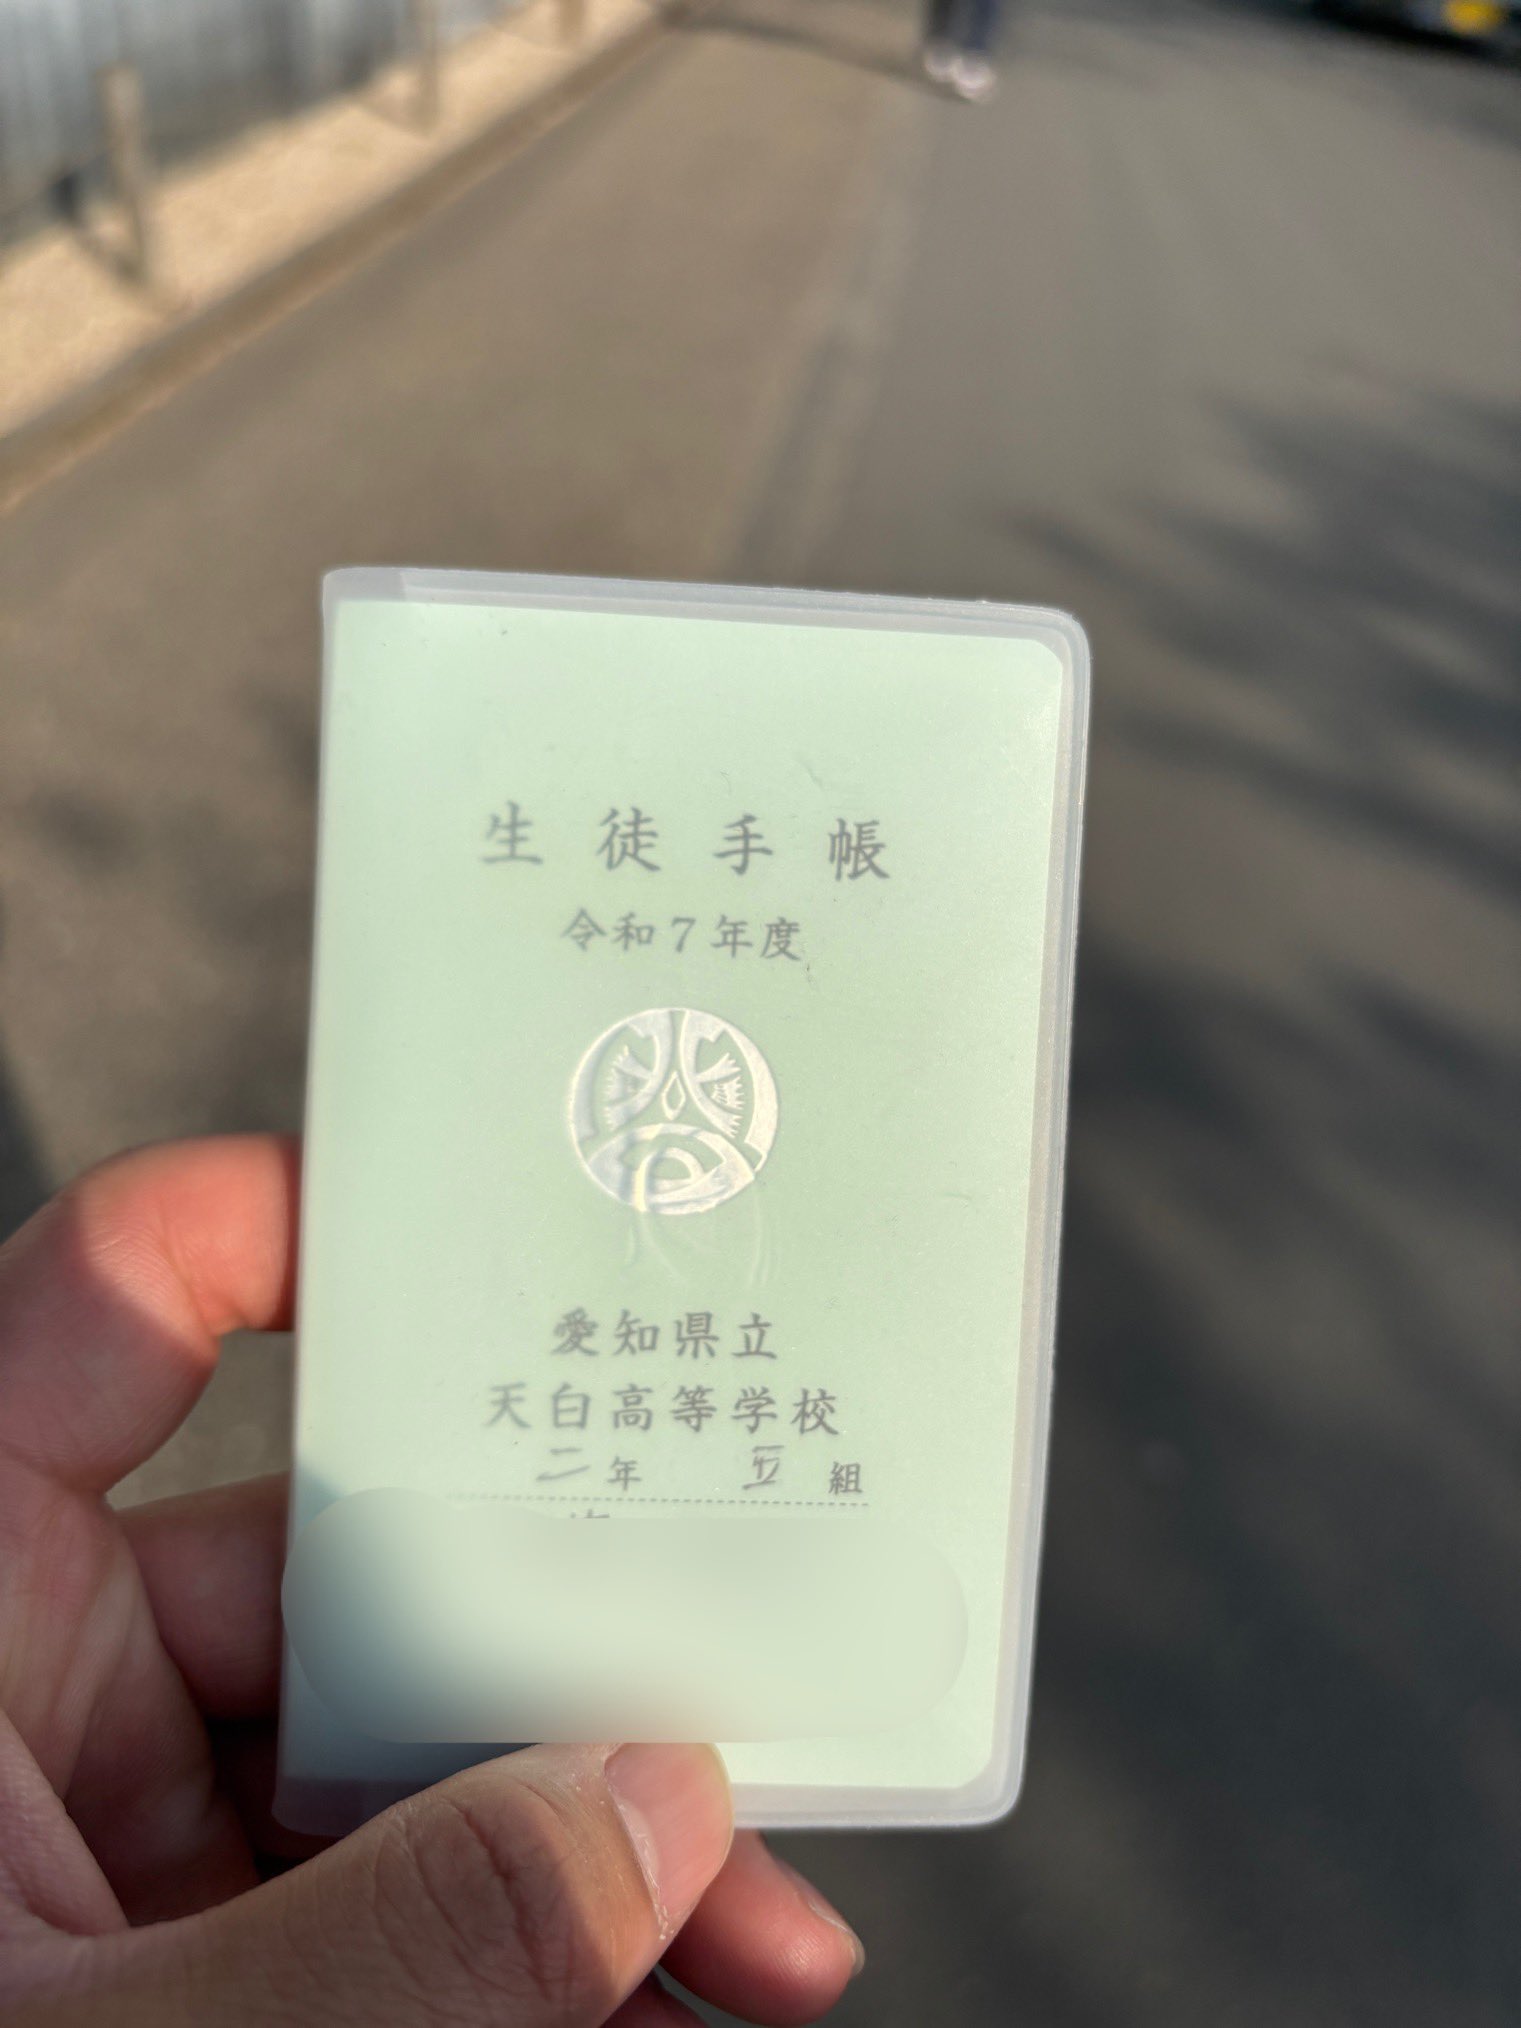 生徒手帳
令和7年度
愛知県立
天白高等学校
二年 五組